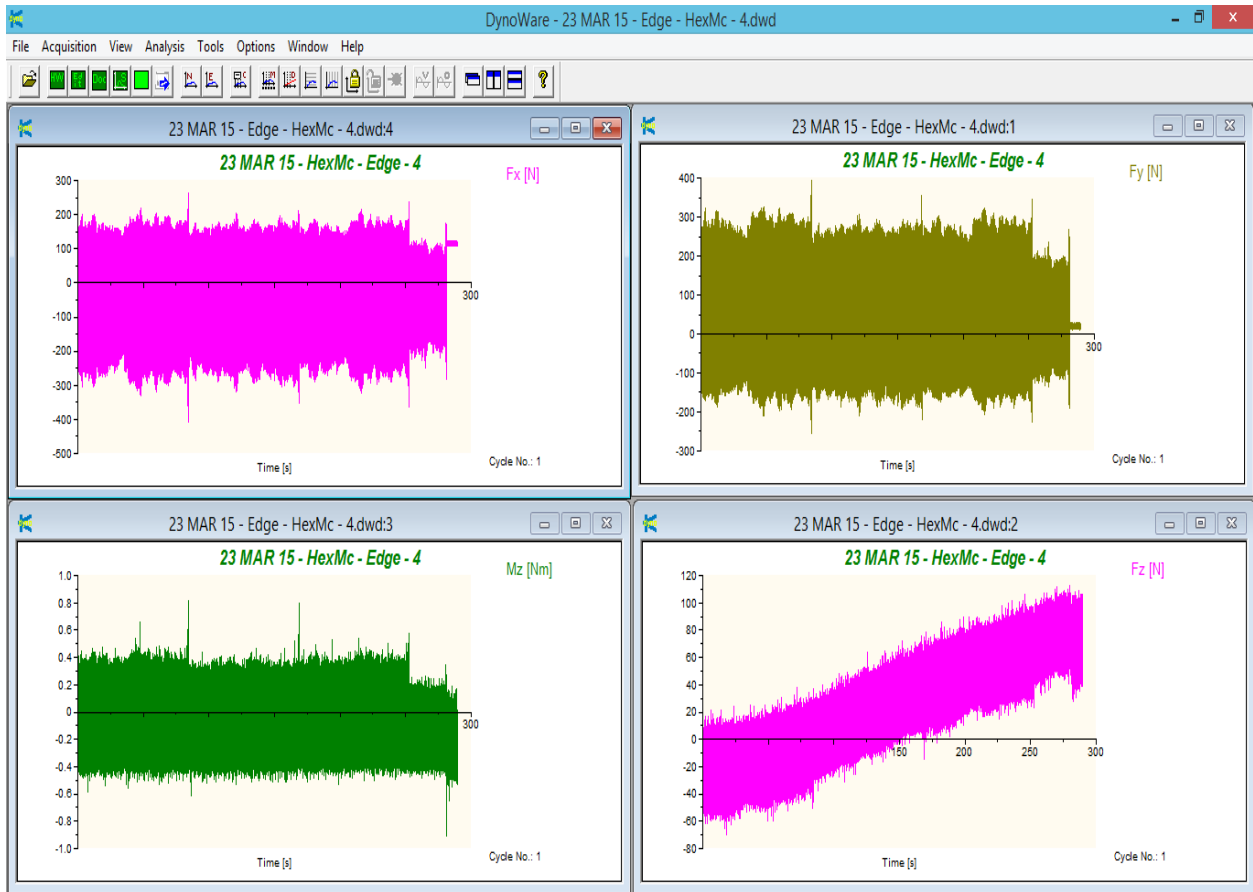 DynoWare - 23 MAR 15 - Edge - HexMc - 4.dwd
File Acquisition View Analysis Tools Options Window Help
23 MAR 15 - Edge - HexMc - 4.dwd:4
23 MAR 15 - HexMc - Edge - 4
Fx [N]
300
200
100
0
-100
-200
-300
-400
-500
300
Time [s]
Cycle No.: 1
23 MAR 15 - Edge - HexMc - 4.dwd:1
23 MAR 15 - HexMc - Edge - 4
Fy [N]
400
300
200
100
0
-100
-200
-300
300
Time [s]
Cycle No.: 1
23 MAR 15 - Edge - HexMc - 4.dwd:3
23 MAR 15 - HexMc - Edge - 4
Mz [Nm]
1.0
0.8
0.6
0.4
0.2
0
-0.2
-0.4
-0.6
-0.8
-1.0
300
Time [s]
Cycle No.: 1
23 MAR 15 - Edge - HexMc - 4.dwd:2
23 MAR 15 - HexMc - Edge - 4
Fz [N]
120
100
80
60
40
20
0
-20
-40
-60
-80
150 200 250 300
Time [s]
Cycle No.: 1